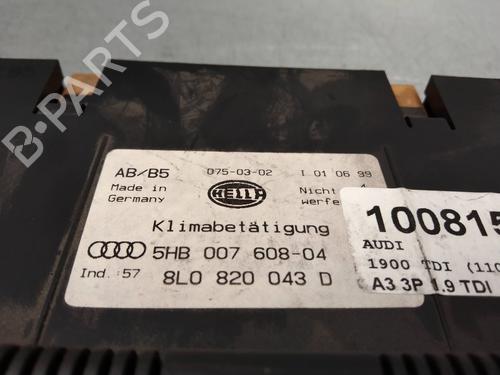 B-PARTS
AB/B5 075-03-02 I 01 06 99
Made in Germany
HELLA
Nicht
werfe
Klimabetätigung
5HB 007 608-04
Ind. 57 8L0 820 043 D
100815
AUDI
1900 TDI (110
A3 3P 1.9 TDI